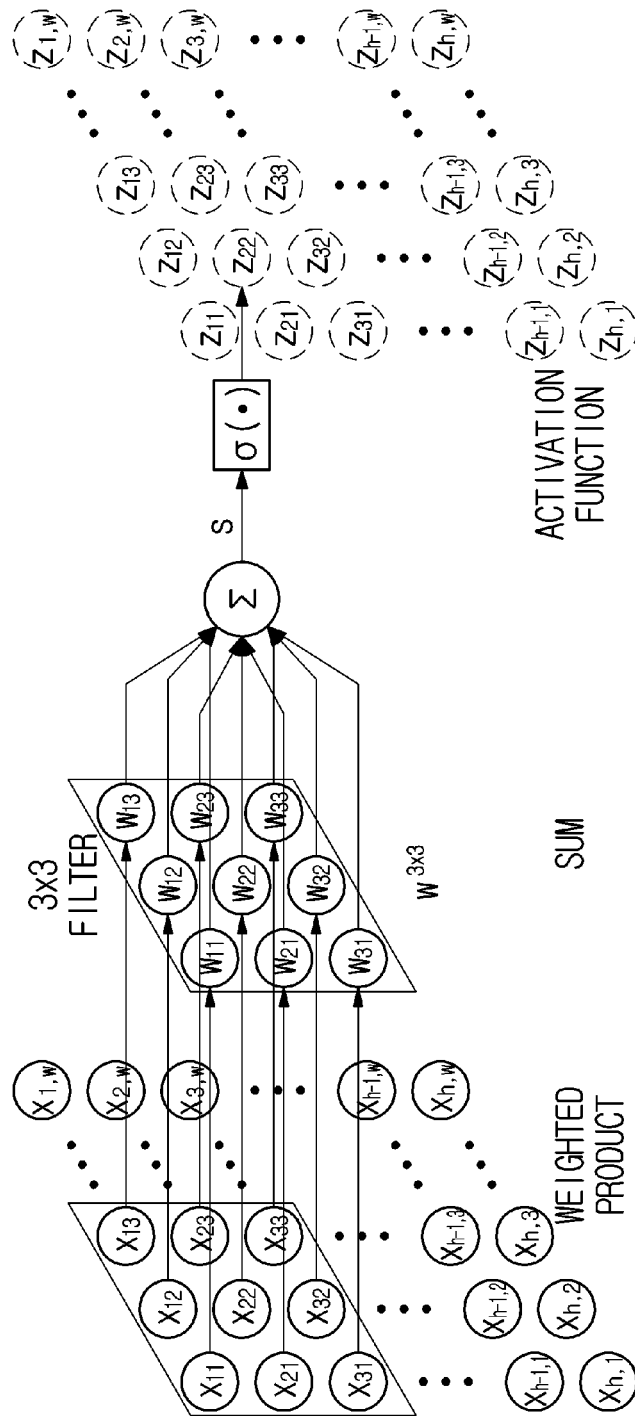 3x3
FILTER
X11 X12 X13 X1,w
X21 X22 X23 X2,w
X31 X32 X33 X3,w
Xh-1,1 Xh-1,2 Xh-1,3 Xh-1,w
Xh,1 Xh,2 Xh,3 Xh,w
W11 W12 W13
W21 W22 W23
W31 W32 W33
W3x3
Σ
S
σ(•)
Z11 Z12 Z13 Z1,w
Z21 Z22 Z23 Z2,w
Z31 Z32 Z33 Z3,w
Zh-1,1 Zh-1,2 Zh-1,3 Zh-1,w
Zh,1 Zh,2 Zh,3 Zh,w
WEIGHTED
PRODUCT
SUM
ACTIVATION
FUNCTION